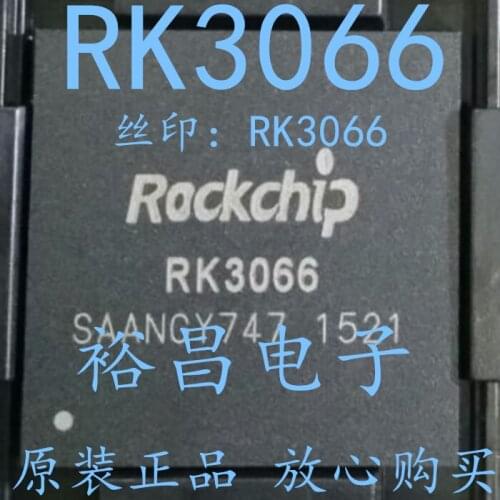 RK3066
丝印：RK3066
Rockchip
RK3066
SAANGY747 1521
裕昌电子
原装正品 放心购买